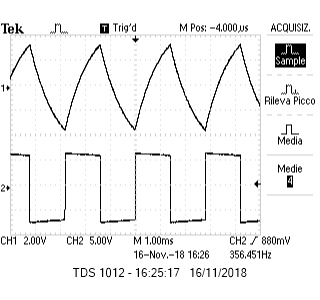 Tek T Trig'd M Pos: -4.000µs ACQUISIZ.
Sample
1
Rileva Picco
Media
Medie
4
2
CH1 2.00V CH2 5.00V M 1.00ms CH2 / 880mV
16-Nov.-18 16:26 356.451Hz
TDS 1012 - 16:25:17 16/11/2018